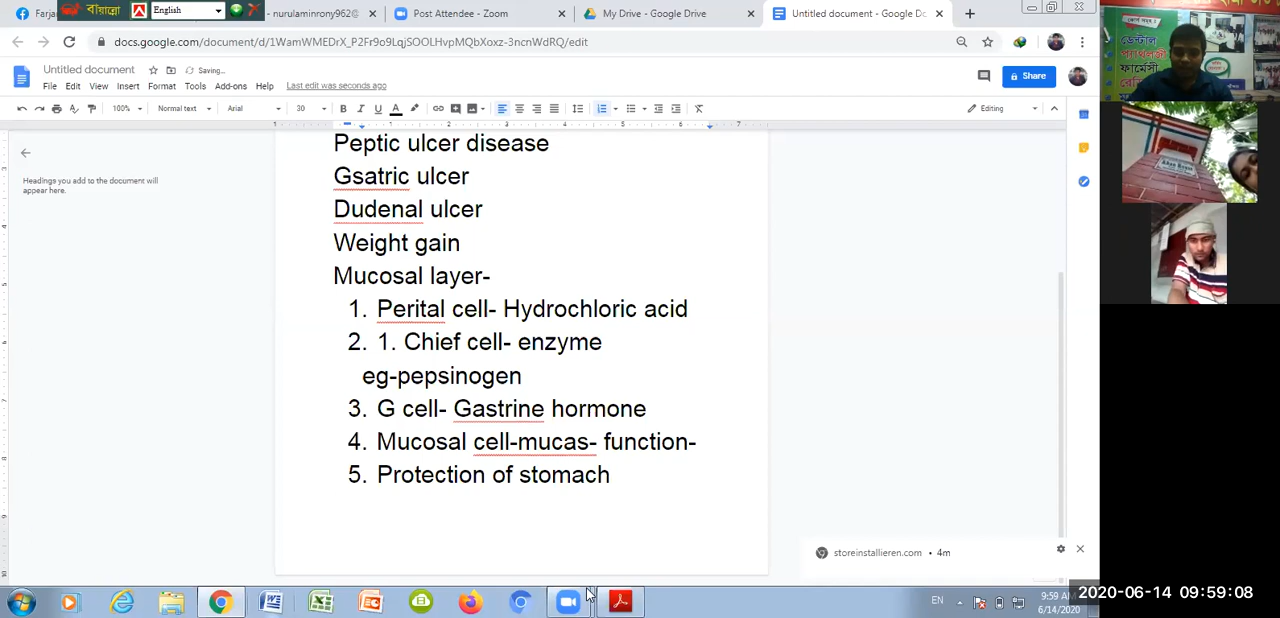 Farja
বায়ান্নো
English
- nurulaminrony962@
Post Attendee - Zoom
My Drive - Google Drive
Untitled document - Google Do
docs.google.com/document/d/1WamWMEDrX_P2Fr9o9LqjSOCFHvpMQbXoxz-3ncnWdRQ/edit
Untitled document
Saving...
File Edit View Insert Format Tools Add-ons Help Last edit was seconds ago
Share
100% Normal text Arial 30 B I U A Editing
Headings you add to the document will
appear here.
Peptic ulcer disease
Gsatric ulcer
Dudenal ulcer
Weight gain
Mucosal layer-
1. Perital cell- Hydrochloric acid
2. 1. Chief cell- enzyme
eg-pepsinogen
3. G cell- Gastrine hormone
4. Mucosal cell-mucas- function-
5. Protection of stomach
storeinstallieren.com • 4m
EN
9:59 AM
6/14/2020
2020-06-14 09:59:08
ডেন্টাল
প্যাথলজী
ফার্মেসী